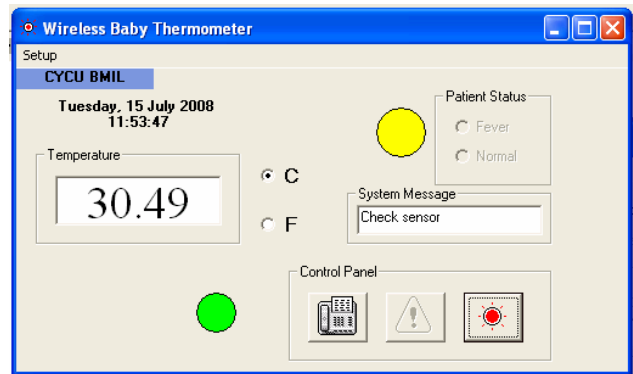 Wireless Baby Thermometer
Setup
CYCU BMIL
Tuesday, 15 July 2008
11:53:47
Patient Status
Fever
Normal
Temperature
30.49
C
F
System Message
Check sensor
Control Panel